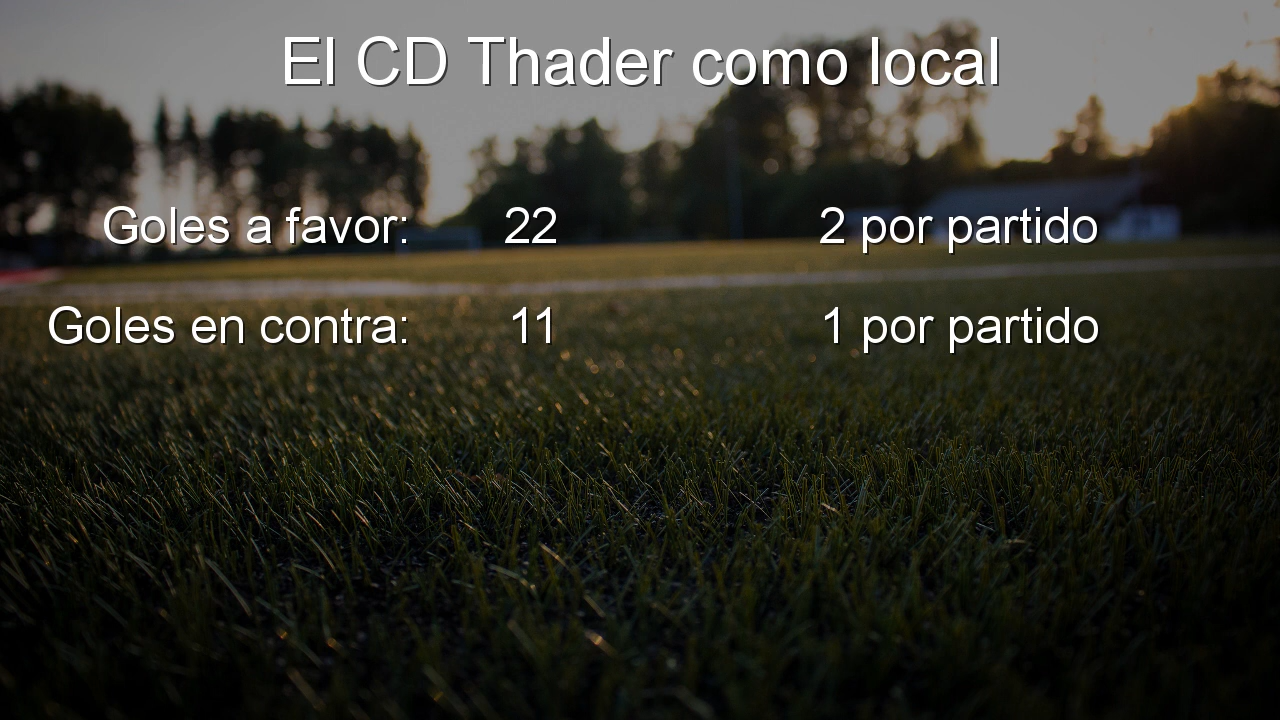 El CD Thader como local
Goles a favor: 22 2 por partido
Goles en contra: 11 1 por partido